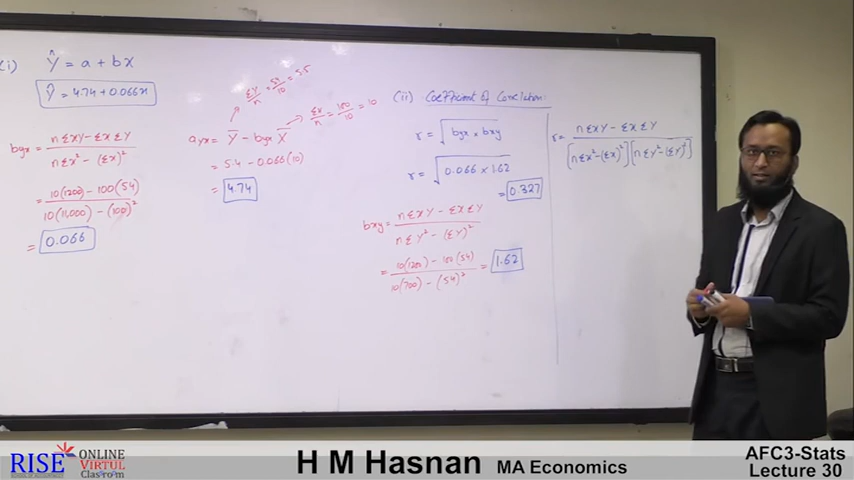 (i) Ŷ = a + bx
Ŷ = 4.74 + 0.066x
byx = nΣXY - ΣXΣY / nΣx² - (Σx)²
= 10(1200) - 100(54) / 10(11,000) - (100)²
= 0.066
ΣY/n = 54/10 = 5.5
Σx/n = 100/10 = 10
ayx = Y̅ - byx X̅
= 5.4 - 0.066(10)
= 4.74
(ii) Coefficient of Correlation:
r = √byx × bxy
r = √0.066 × 1.62
= 0.327
bxy = nΣXY - ΣXΣY / nΣY² - (ΣY)²
= 10(1200) - 100(54) / 10(700) - (54)² = 1.62
r = nΣXY - ΣXΣY / √[nΣx² - (Σx)²][nΣY² - (ΣY)²]
RISE ONLINE
VIRTUL
Classroom
H M Hasnan MA Economics
AFC3-Stats
Lecture 30